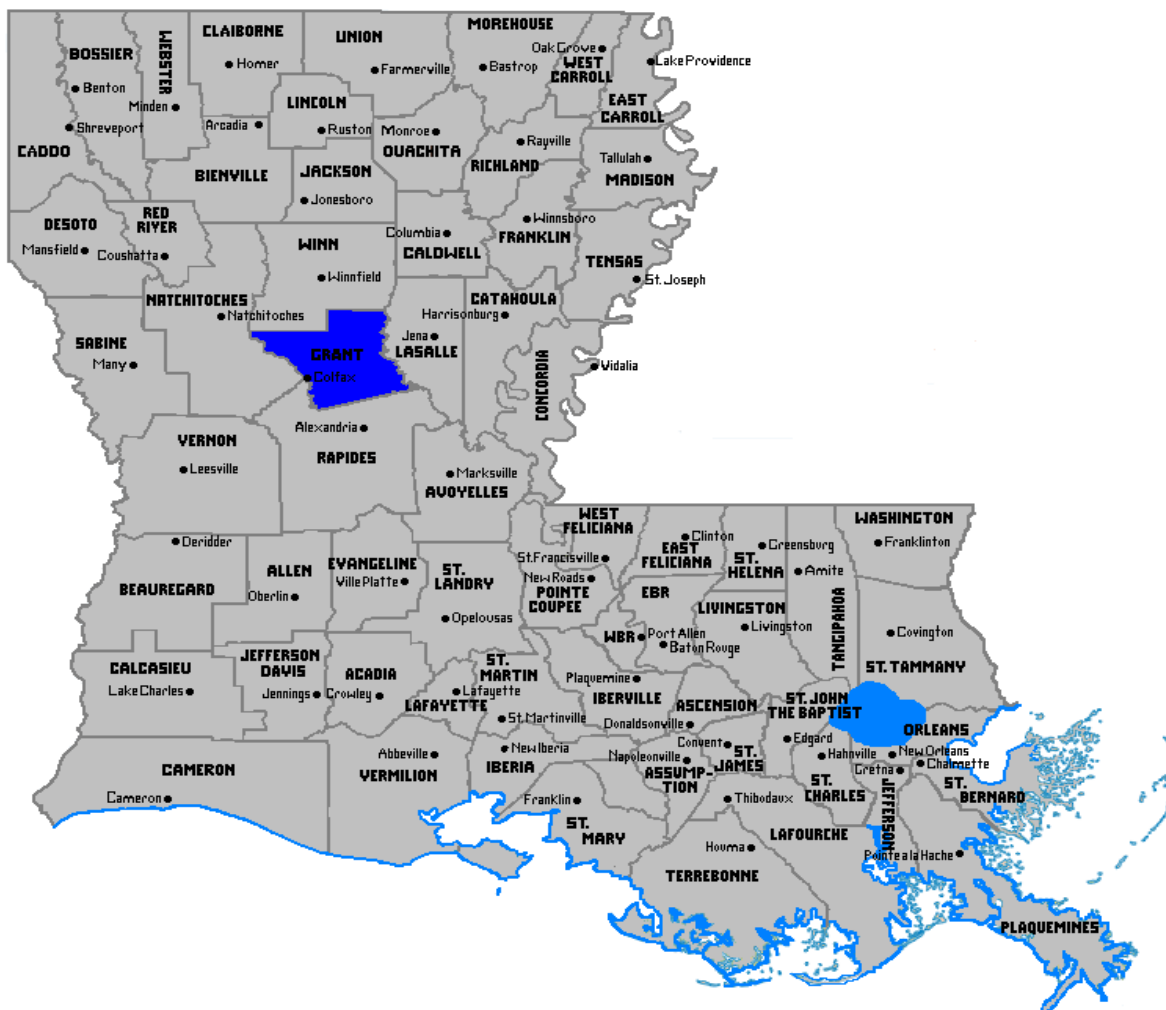 MOREHOUSE
CLAIBORNE
UNION
WEBSTER
BOSSIER
Oak Grove
WEST
CARROLL
Lake Providence
Homer
Farmerville
Bastrop
Benton
Minden
LINCOLN
EAST
CARROLL
Shreveport
Arcadia
Ruston
Monroe
Rayville
CADDO
OUACHITA
RICHLAND
Tallulah
MADISON
BIENVILLE
JACKSON
Jonesboro
RED
RIVER
DESOTO
Winnsboro
Columbia
FRANKLIN
Mansfield
Coushatta
WINN
CALDWELL
TENSAS
Winnfield
St. Joseph
NATCHITOCHES
Natchitoches
CATAHOULA
Harrisonburg
SABINE
Many
GRANT
Colfax
Jena
LASALLE
CONCORDIA
Vidalia
VERNON
Leesville
Alexandria
RAPIDES
Marksville
AVOYELLES
WEST
FELICIANA
WASHINGTON
Franklinton
Deridder
Clinton
EAST
FELICIANA
Greensburg
ST.
HELENA
St. Francisville
Amite
BEAUREGARD
ALLEN
Oberlin
EVANGELINE
Ville Platte
ST.
LANDRY
Opelousas
New Roads
POINTE
COUPEE
EBR
LIVINGSTON
Livingston
TANGIPAHOA
Covington
ST. TAMMANY
WBR
Port Allen
Baton Rouge
CALCASIEU
Lake Charles
JEFFERSON
DAVIS
Jennings
ACADIA
Crowley
LAFAYETTE
Lafayette
ST.
MARTIN
St. Martinville
Plaquemine
IBERVILLE
ASCENSION
Donaldsonville
ST. JOHN
THE BAPTIST
Edgard
ORLEANS
New Orleans
Chalmette
CAMERON
Cameron
Abbeville
VERMILION
New Iberia
IBERIA
Napoleonville
ASSUMP-
TION
Convent
ST.
JAMES
Hahnville
ST.
CHARLES
Gretna
JEFFERSON
ST.
BERNARD
Franklin
ST.
MARY
Thibodaux
LAFOURCHE
Houma
TERREBONNE
Pointe a la Hache
PLAQUEMINES